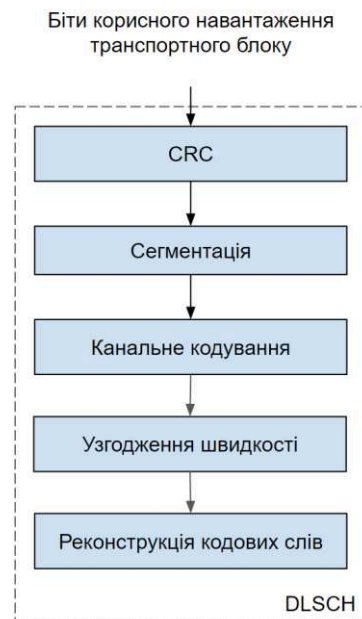 Біти корисного навантаження
транспортного блоку
CRC
Сегментація
Канальне кодування
Узгодження швидкості
Реконструкція кодових слів
DLSCH